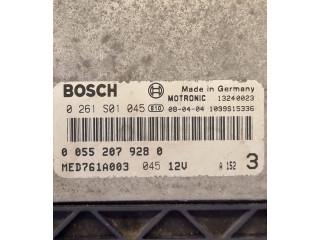 BOSCH Made in Germany
MOTRONIC 13240023
0 261 S01 045 E10 08-04-04 1039S15336
0 055 207 928 0
MED761A003 045 12V A 152 3